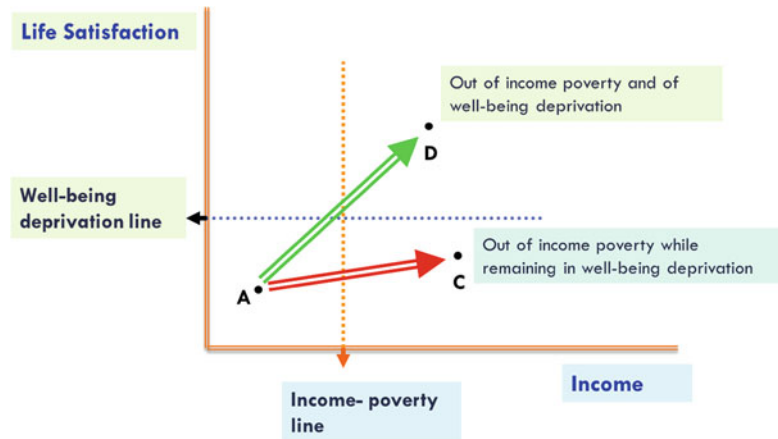 Life Satisfaction
Out of income poverty and of
well-being deprivation
D
Well-being
deprivation line
Out of income poverty while
remaining in well-being deprivation
A
C
Income- poverty
line
Income